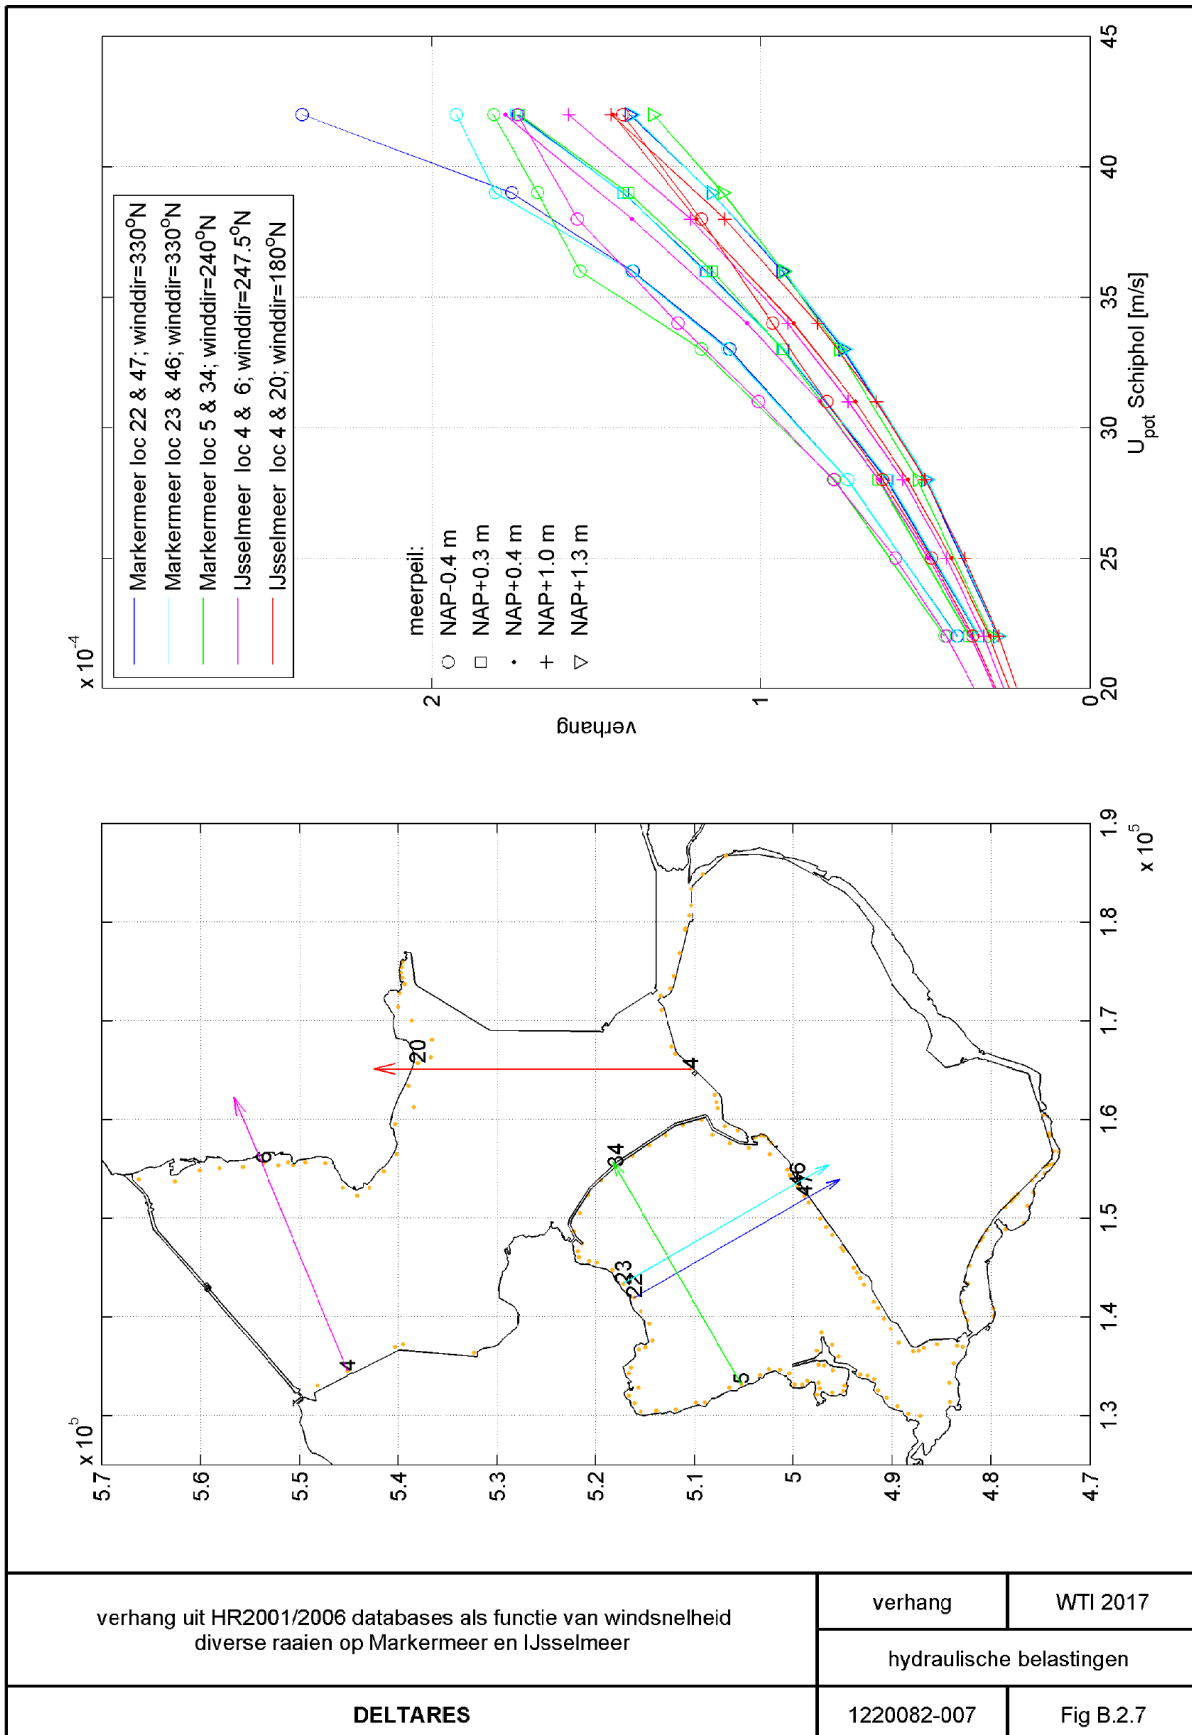 x 10^-4
Markermeer loc 22 & 47; winddir=330°N
Markermeer loc 23 & 46; winddir=330°N
Markermeer loc 5 & 34; winddir=240°N
IJsselmeer loc 4 & 6; winddir=247.5°N
IJsselmeer loc 4 & 20; winddir=180°N
meerpeil:
NAP-0.4 m
NAP+0.3 m
NAP+0.4 m
NAP+1.0 m
NAP+1.3 m
verhang
2
1
0
20
25
30
35
40
45
U_pot Schiphol [m/s]
x 10^5
5.7
5.6
5.5
5.4
5.3
5.2
5.1
5
4.9
4.8
4.7
1.3
1.4
1.5
1.6
1.7
1.8
1.9
x 10^5
20
4
6
4
34
5
23
22
46
47
verhang uit HR2001/2006 databases als functie van windsnelheid
diverse raaien op Markermeer en IJsselmeer
verhang
WTI 2017
hydraulische belastingen
DELTARES
1220082-007
Fig B.2.7